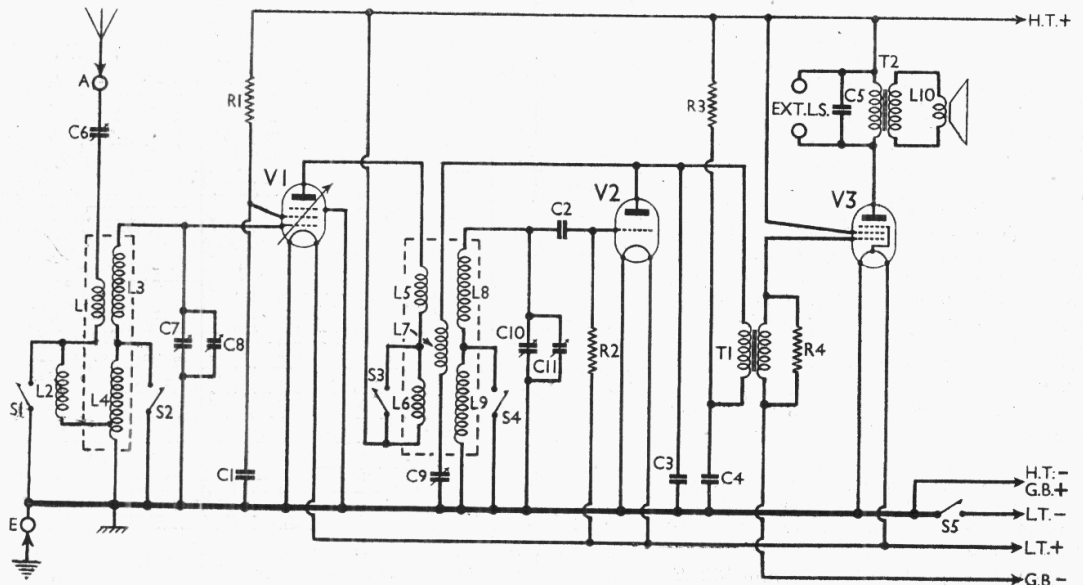 H.T.+
A
C6
R1
V1
R3
T2
EXT.L.S.
C5
L10
V2
V3
C2
L1
L3
L5
L8
L7
C7
C8
C10
C11
R2
T1
R4
S1
L2
L4
S2
S3
L6
L9
S4
C1
C9
C3
C4
H.T.-
G.B.+
E
S5
L.T.-
L.T.+
G.B-